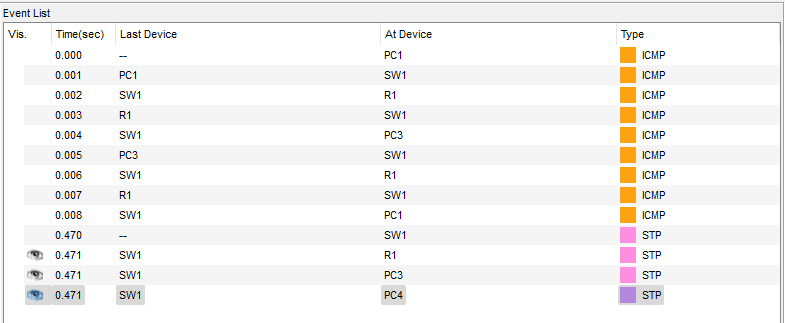 Event List
Vis. Time(sec) Last Device At Device Type
0.000 -- PC1 ICMP
0.001 PC1 SW1 ICMP
0.002 SW1 R1 ICMP
0.003 R1 SW1 ICMP
0.004 SW1 PC3 ICMP
0.005 PC3 SW1 ICMP
0.006 SW1 R1 ICMP
0.007 R1 SW1 ICMP
0.008 SW1 PC1 ICMP
0.470 -- SW1 STP
0.471 SW1 R1 STP
0.471 SW1 PC3 STP
0.471 SW1 PC4 STP